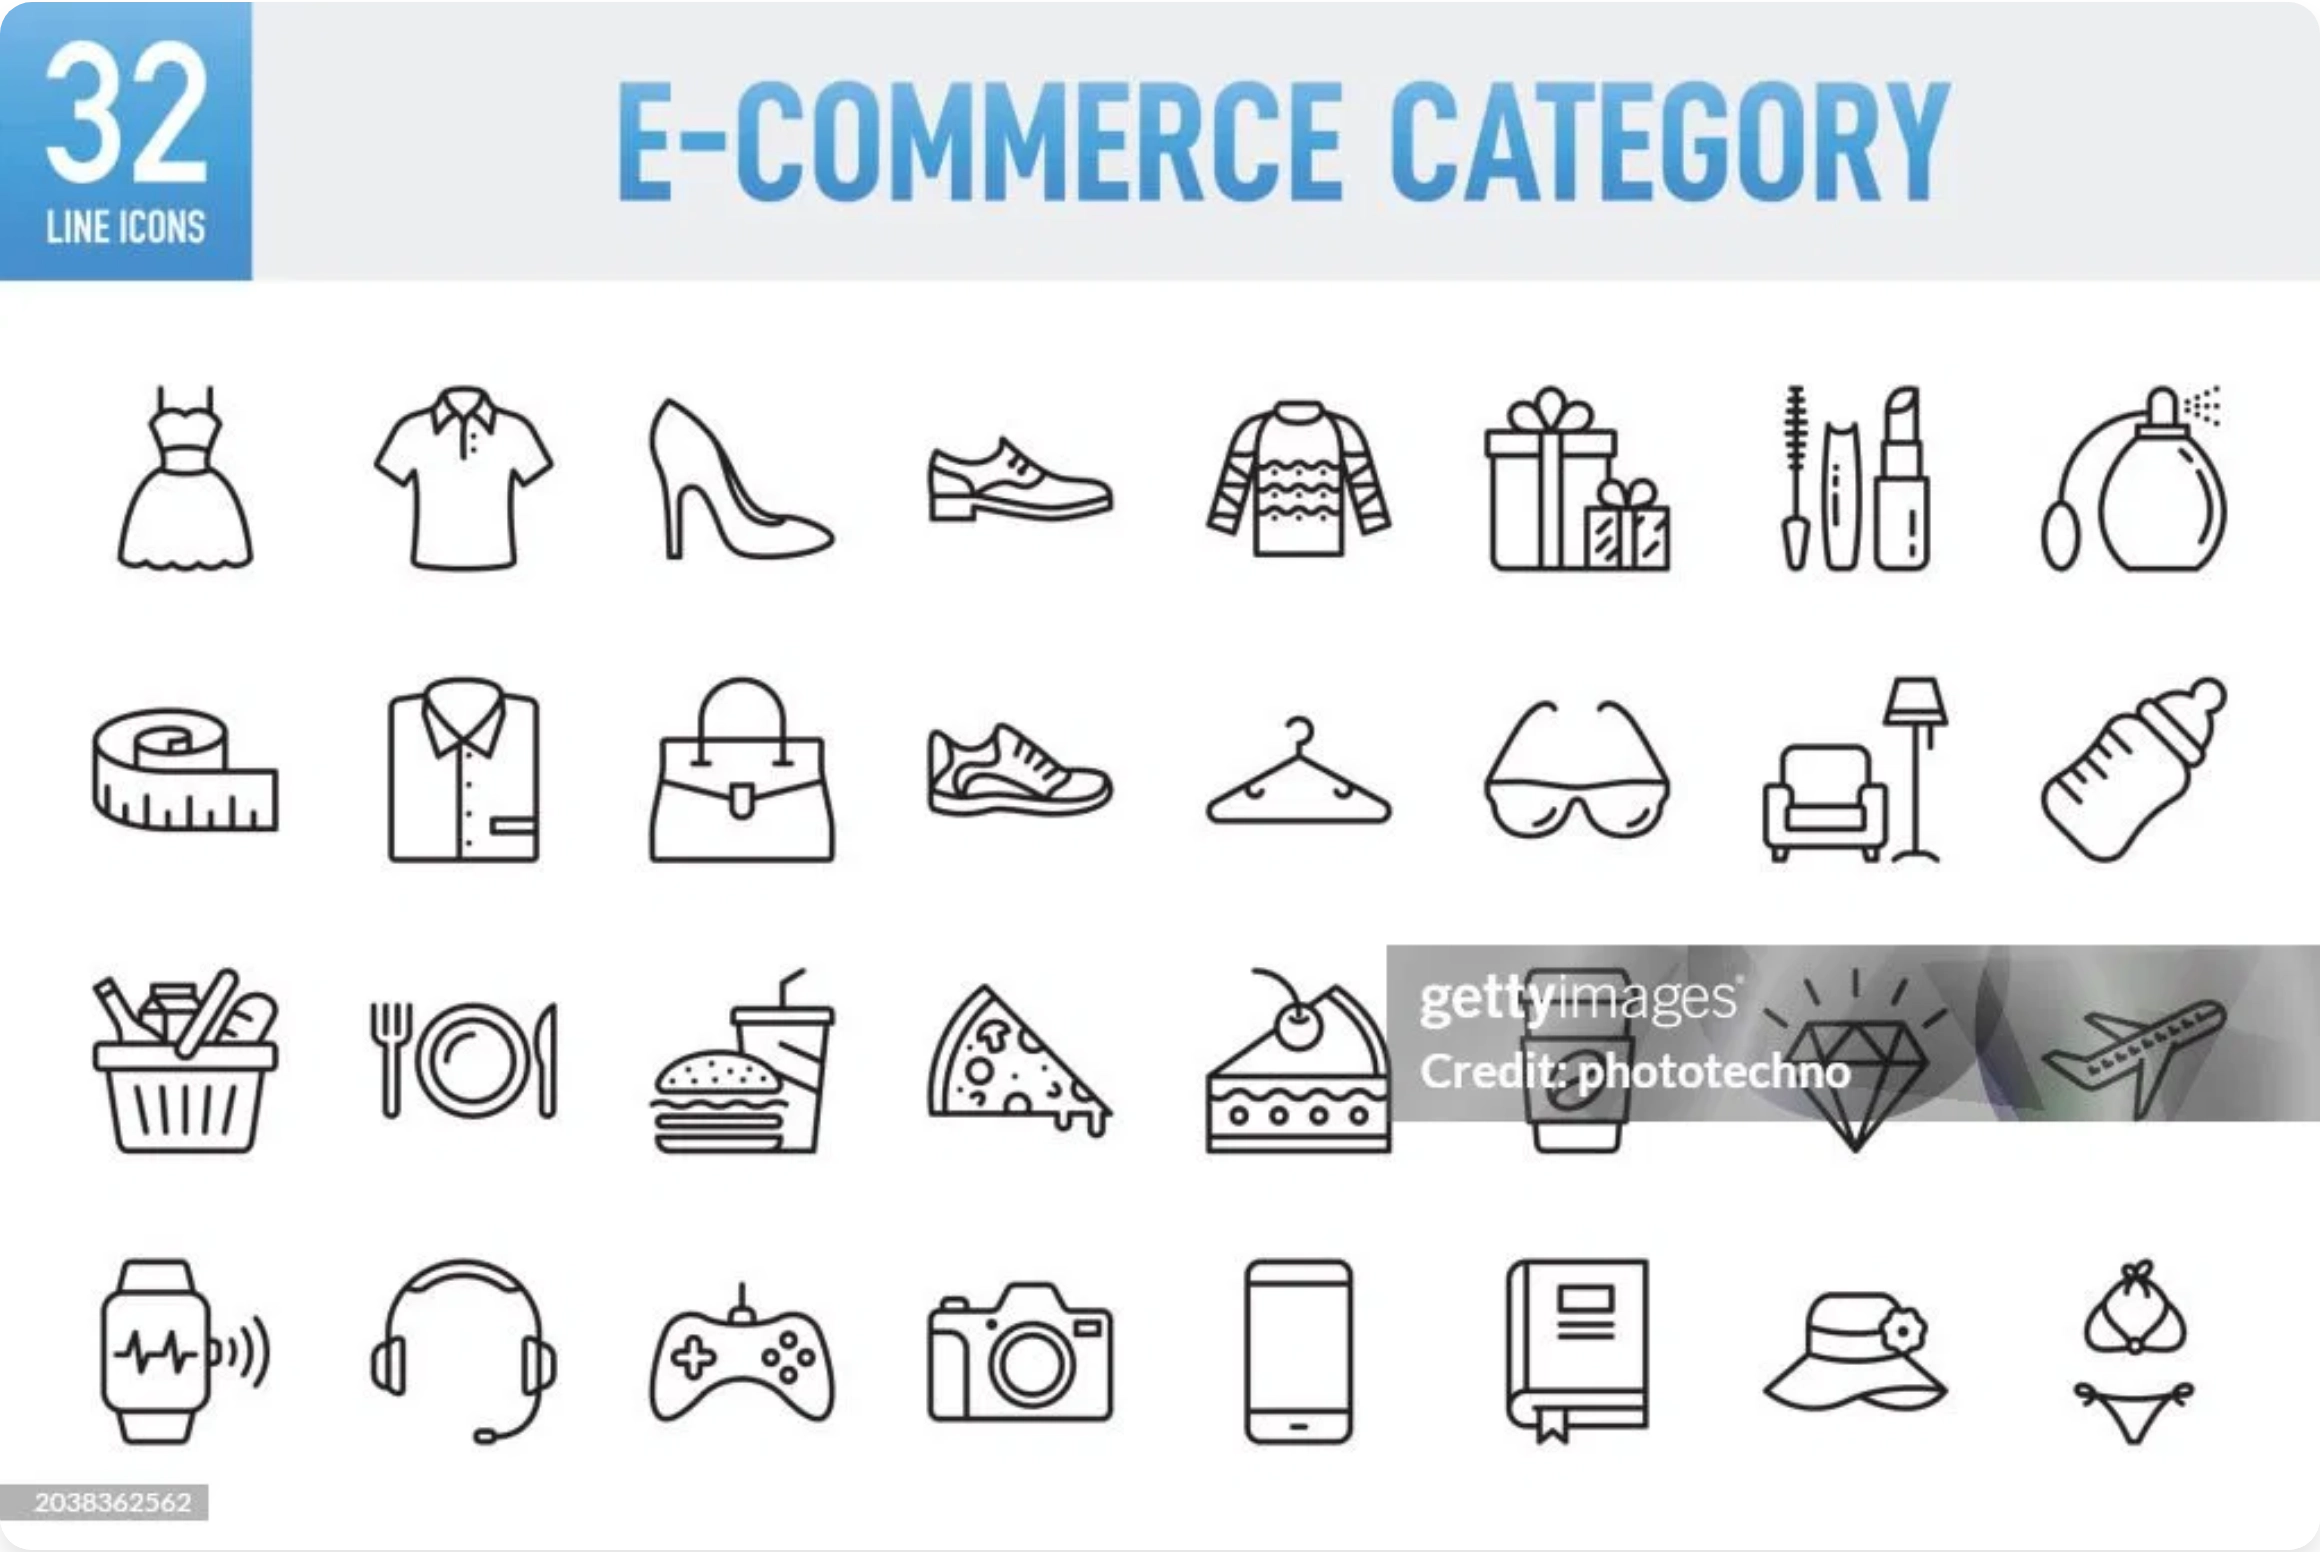 32
LINE ICONS
E-COMMERCE CATEGORY
gettyimages®
Credit: phototechno
2038362562